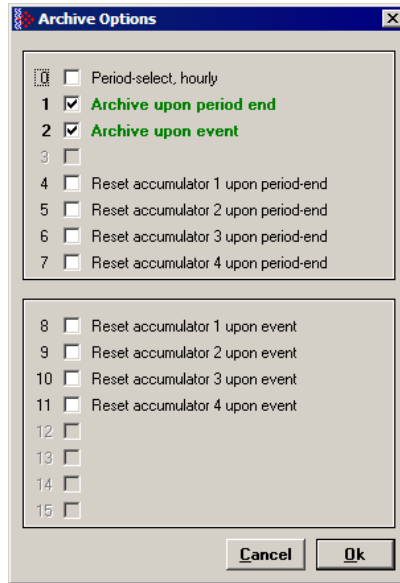 Archive Options
0 Period-select, hourly
1 Archive upon period end
2 Archive upon event
3
4 Reset accumulator 1 upon period-end
5 Reset accumulator 2 upon period-end
6 Reset accumulator 3 upon period-end
7 Reset accumulator 4 upon period-end
8 Reset accumulator 1 upon event
9 Reset accumulator 2 upon event
10 Reset accumulator 3 upon event
11 Reset accumulator 4 upon event
12
13
14
15
Cancel Ok